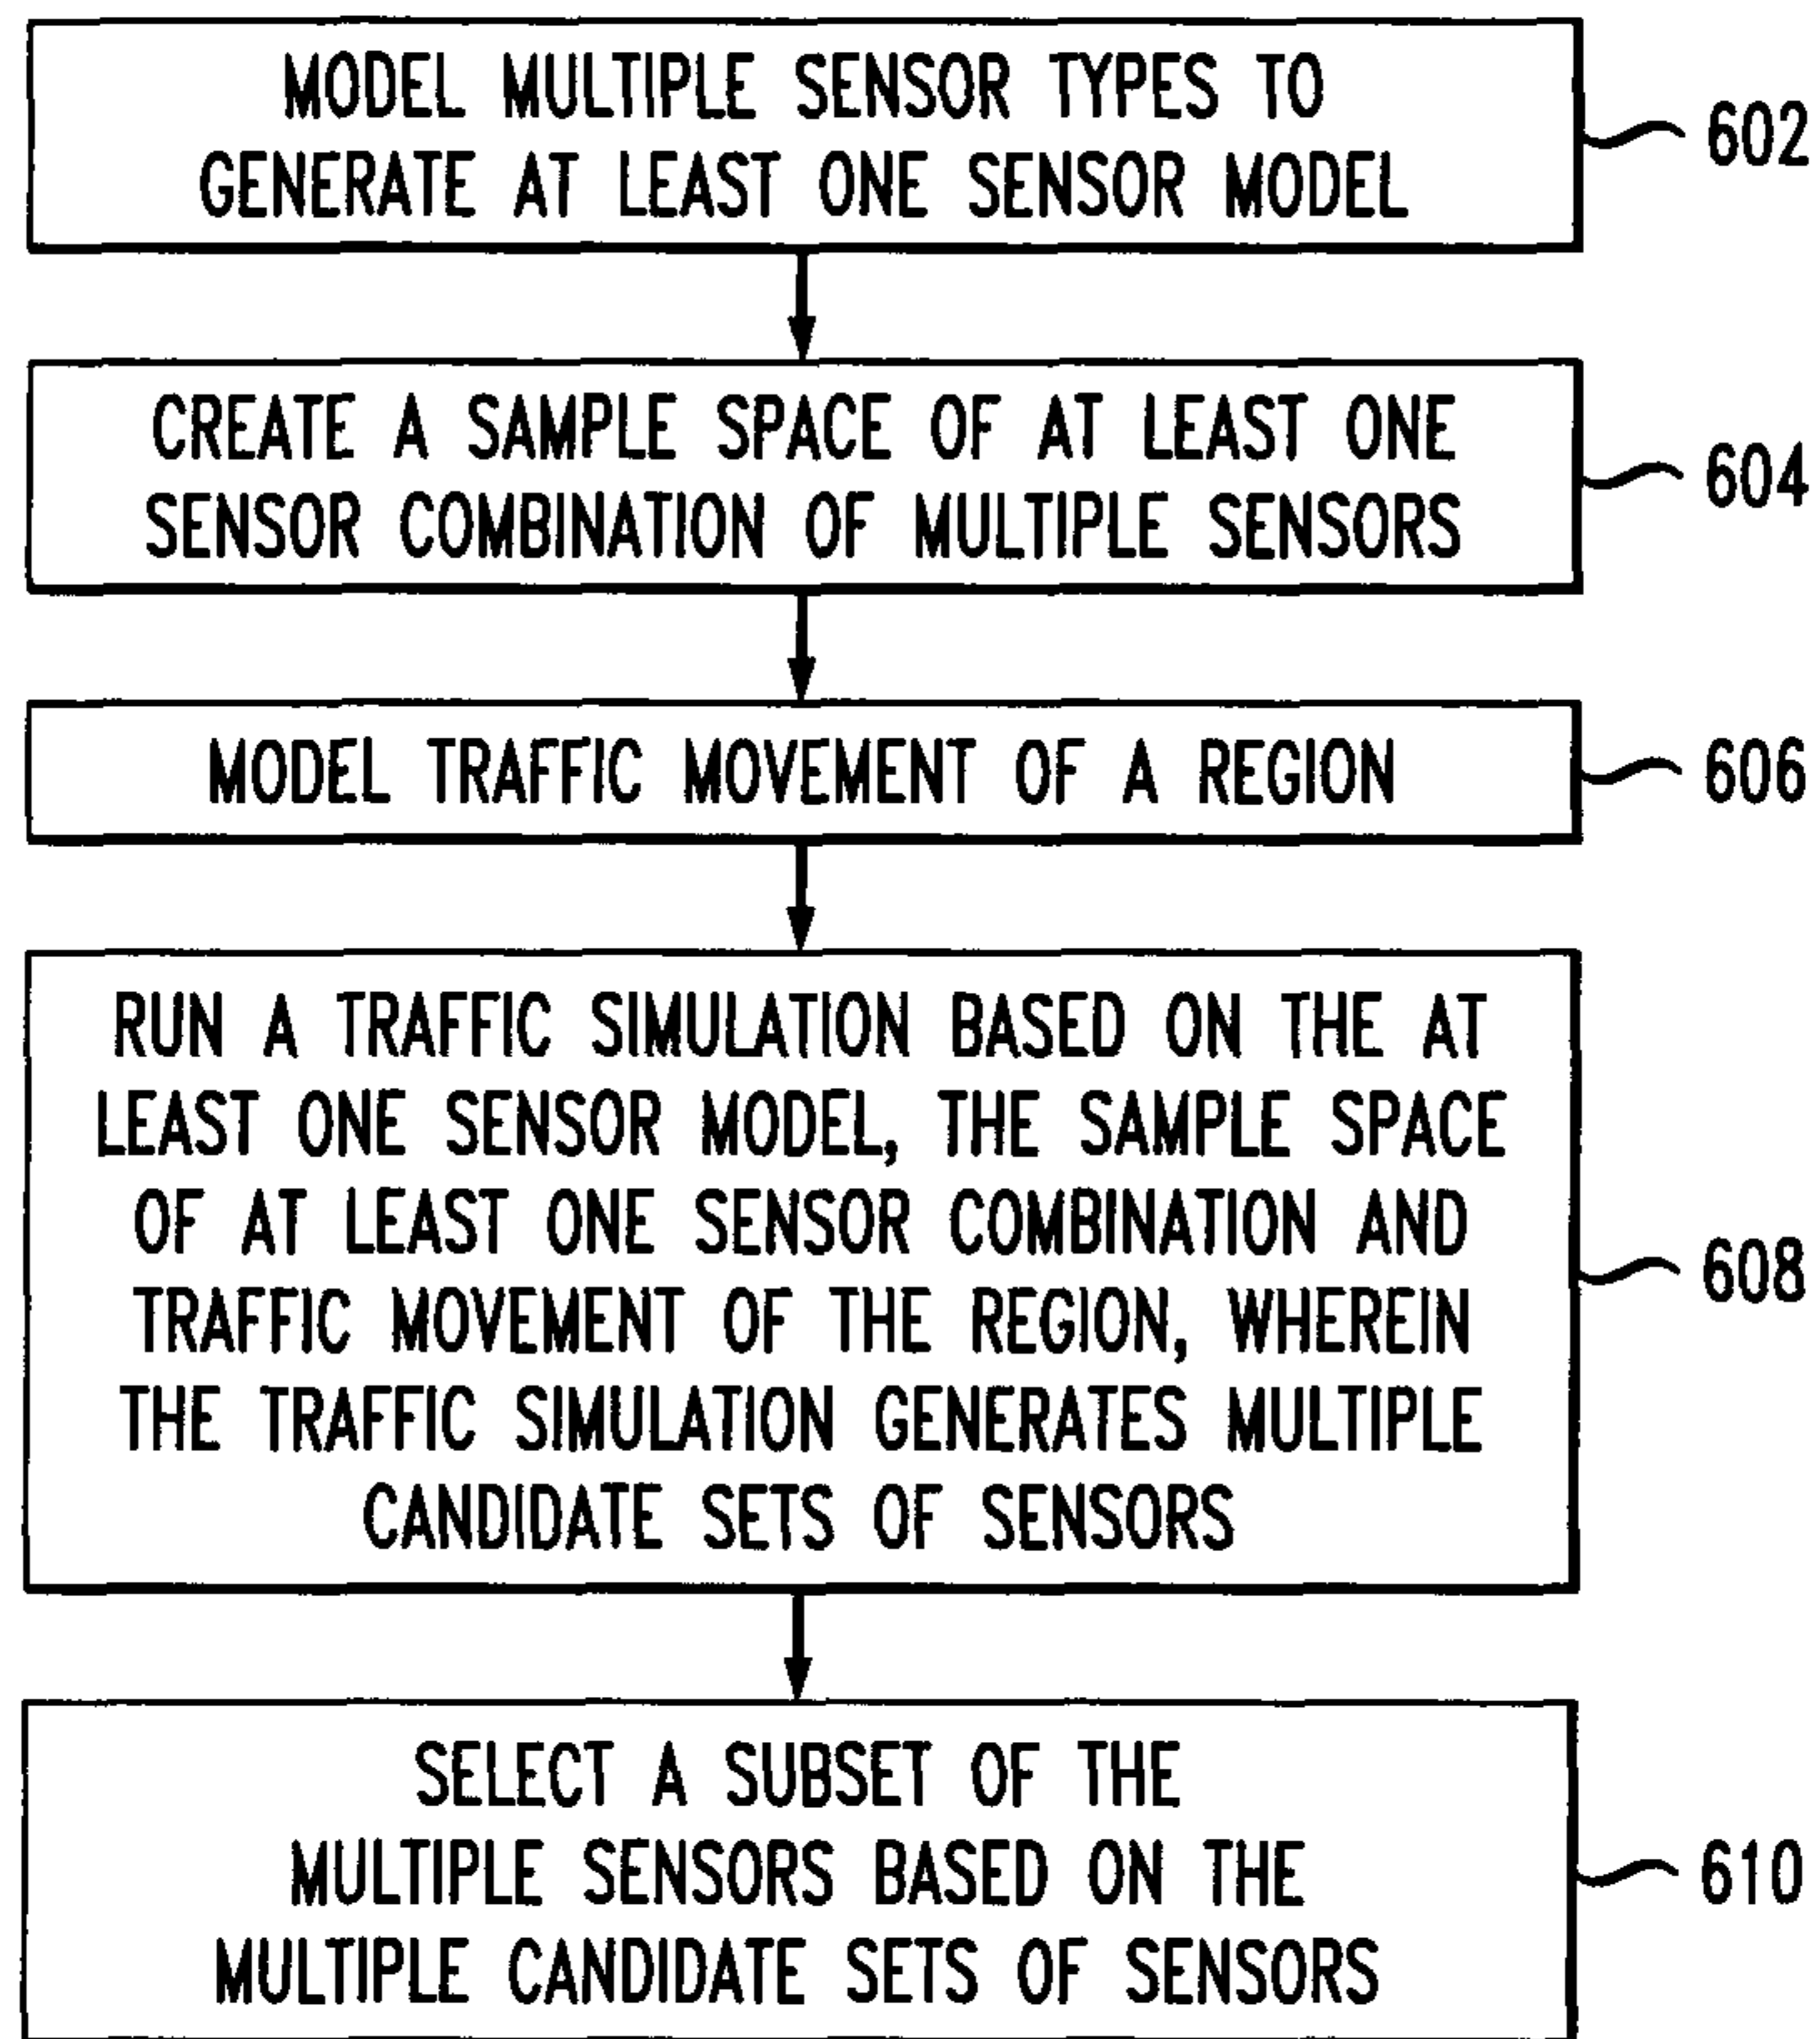 MODEL MULTIPLE SENSOR TYPES TO
GENERATE AT LEAST ONE SENSOR MODEL
602
CREATE A SAMPLE SPACE OF AT LEAST ONE
SENSOR COMBINATION OF MULTIPLE SENSORS
604
MODEL TRAFFIC MOVEMENT OF A REGION
606
RUN A TRAFFIC SIMULATION BASED ON THE AT
LEAST ONE SENSOR MODEL, THE SAMPLE SPACE
OF AT LEAST ONE SENSOR COMBINATION AND
TRAFFIC MOVEMENT OF THE REGION, WHEREIN
THE TRAFFIC SIMULATION GENERATES MULTIPLE
CANDIDATE SETS OF SENSORS
608
SELECT A SUBSET OF THE
MULTIPLE SENSORS BASED ON THE
MULTIPLE CANDIDATE SETS OF SENSORS
610